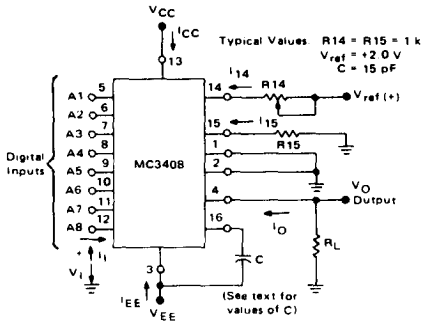 VCC
ICC
Typical Values: R14 = R15 = 1 k
Vref = +2.0 V
C = 15 pF
13
I14
A1 5
14
R14
Vref (+)
A2 6
I15
A3 7
15
R15
A4 8
1
Digital
Inputs
MC3408
A5 9
2
A6 10
4
VO
Output
A7 11
A8 12
16
IO
RL
+
II
VI
C
3
IEE
(See text for
values of C)
VEE